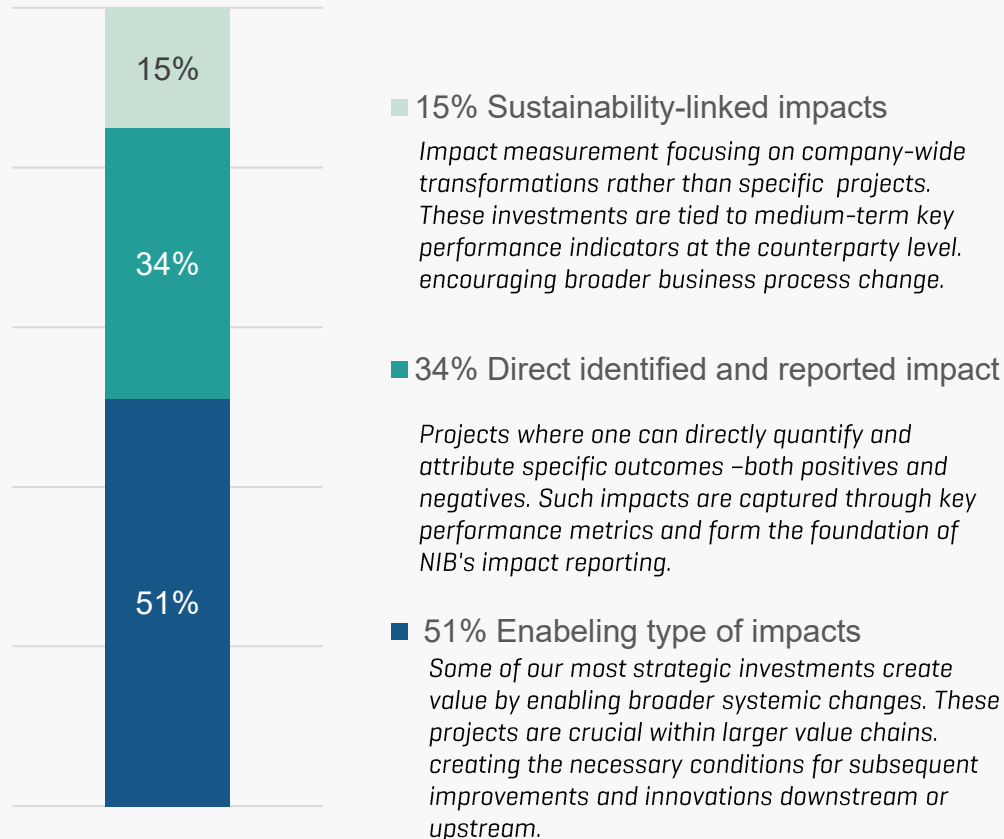 15%
34%
51%
15% Sustainability-linked impacts
Impact measurement focusing on company-wide
transformations rather than specific projects.
These investments are tied to medium-term key
performance indicators at the counterparty level.
encouraging broader business process change.
34% Direct identified and reported impact
Projects where one can directly quantify and
attribute specific outcomes –both positives and
negatives. Such impacts are captured through key
performance metrics and form the foundation of
NIB's impact reporting.
51% Enabeling type of impacts
Some of our most strategic investments create
value by enabling broader systemic changes. These
projects are crucial within larger value chains.
creating the necessary conditions for subsequent
improvements and innovations downstream or
upstream.